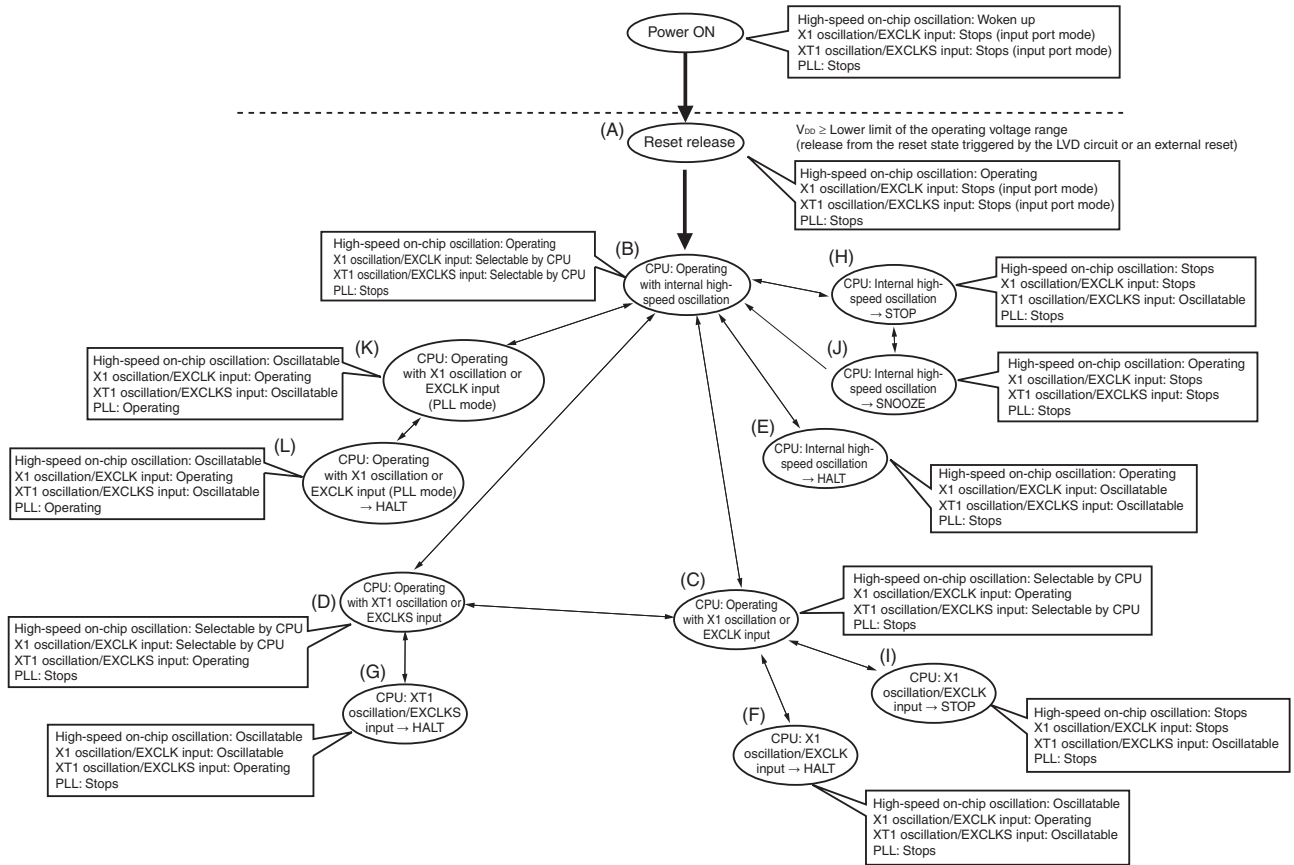 Power ON
High-speed on-chip oscillation: Woken up
X1 oscillation/EXCLK input: Stops (input port mode)
XT1 oscillation/EXCLKS input: Stops (input port mode)
PLL: Stops
(A)
Reset release
VDD ≥ Lower limit of the operating voltage range
(release from the reset state triggered by the LVD circuit or an external reset)
High-speed on-chip oscillation: Operating
X1 oscillation/EXCLK input: Stops (input port mode)
XT1 oscillation/EXCLKS input: Stops (input port mode)
PLL: Stops
High-speed on-chip oscillation: Operating
X1 oscillation/EXCLK input: Selectable by CPU
XT1 oscillation/EXCLKS input: Selectable by CPU
PLL: Stops
(B)
CPU: Operating
with internal high-
speed oscillation
(H)
CPU: Internal high-
speed oscillation
→ STOP
High-speed on-chip oscillation: Stops
X1 oscillation/EXCLK input: Stops
XT1 oscillation/EXCLKS input: Oscillatable
PLL: Stops
High-speed on-chip oscillation: Oscillatable
X1 oscillation/EXCLK input: Operating
XT1 oscillation/EXCLKS input: Oscillatable
PLL: Operating
(K)
CPU: Operating
with X1 oscillation or
EXCLK input
(PLL mode)
(J)
CPU: Internal high-
speed oscillation
→ SNOOZE
High-speed on-chip oscillation: Operating
X1 oscillation/EXCLK input: Stops
XT1 oscillation/EXCLKS input: Stops
PLL: Stops
High-speed on-chip oscillation: Oscillatable
X1 oscillation/EXCLK input: Operating
XT1 oscillation/EXCLKS input: Oscillatable
PLL: Operating
(L)
CPU: Operating
with X1 oscillation or
EXCLK input (PLL mode)
→ HALT
(E)
CPU: Internal high-
speed oscillation
→ HALT
High-speed on-chip oscillation: Operating
X1 oscillation/EXCLK input: Oscillatable
XT1 oscillation/EXCLKS input: Oscillatable
PLL: Stops
(D)
CPU: Operating
with XT1 oscillation or
EXCLKS input
High-speed on-chip oscillation: Selectable by CPU
X1 oscillation/EXCLK input: Selectable by CPU
XT1 oscillation/EXCLKS input: Operating
PLL: Stops
(C)
CPU: Operating
with X1 oscillation or
EXCLK input
High-speed on-chip oscillation: Selectable by CPU
X1 oscillation/EXCLK input: Operating
XT1 oscillation/EXCLKS input: Selectable by CPU
PLL: Stops
(G)
CPU: XT1
oscillation/EXCLKS
input → HALT
High-speed on-chip oscillation: Oscillatable
X1 oscillation/EXCLK input: Oscillatable
XT1 oscillation/EXCLKS input: Operating
PLL: Stops
(I)
CPU: X1
oscillation/EXCLK
input → STOP
High-speed on-chip oscillation: Stops
X1 oscillation/EXCLK input: Stops
XT1 oscillation/EXCLKS input: Oscillatable
PLL: Stops
(F)
CPU: X1
oscillation/EXCLK
input → HALT
High-speed on-chip oscillation: Oscillatable
X1 oscillation/EXCLK input: Operating
XT1 oscillation/EXCLKS input: Oscillatable
PLL: Stops